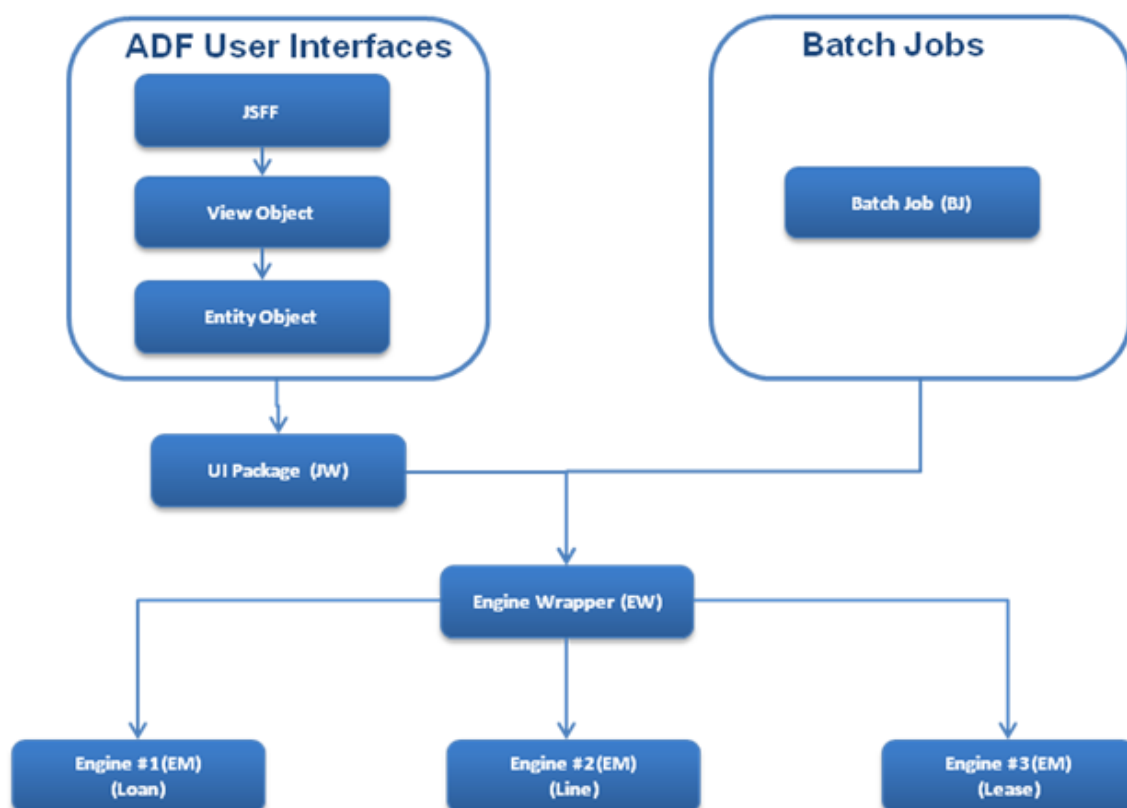 ADF User Interfaces
JSFF
View Object
Entity Object
Batch Jobs
Batch Job (BJ)
UI Package (JW)
Engine Wrapper (EW)
Engine #1(EM)
(Loan)
Engine #2(EM)
(Line)
Engine #3(EM)
(Lease)